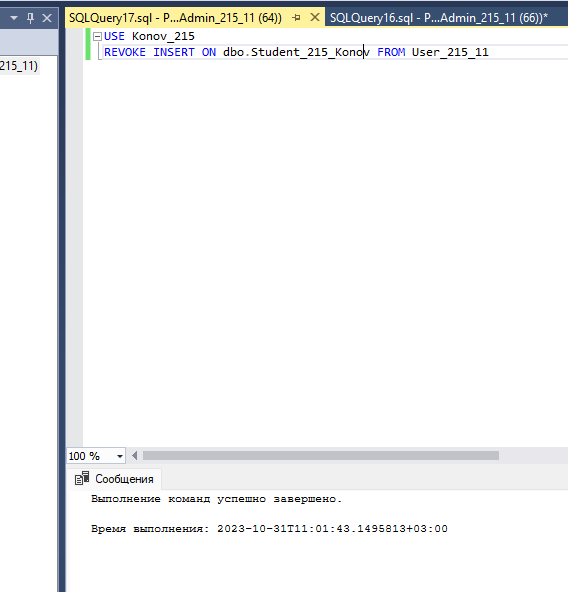 SQLQuery17.sql - P...Admin_215_11 (64))
SQLQuery16.sql - P...Admin_215_11 (66))*
215_11)
USE Konov_215
REVOKE INSERT ON dbo.Student_215_Konov FROM User_215_11
100 %
Сообщения
Выполнение команд успешно завершено.
Время выполнения: 2023-10-31T11:01:43.1495813+03:00